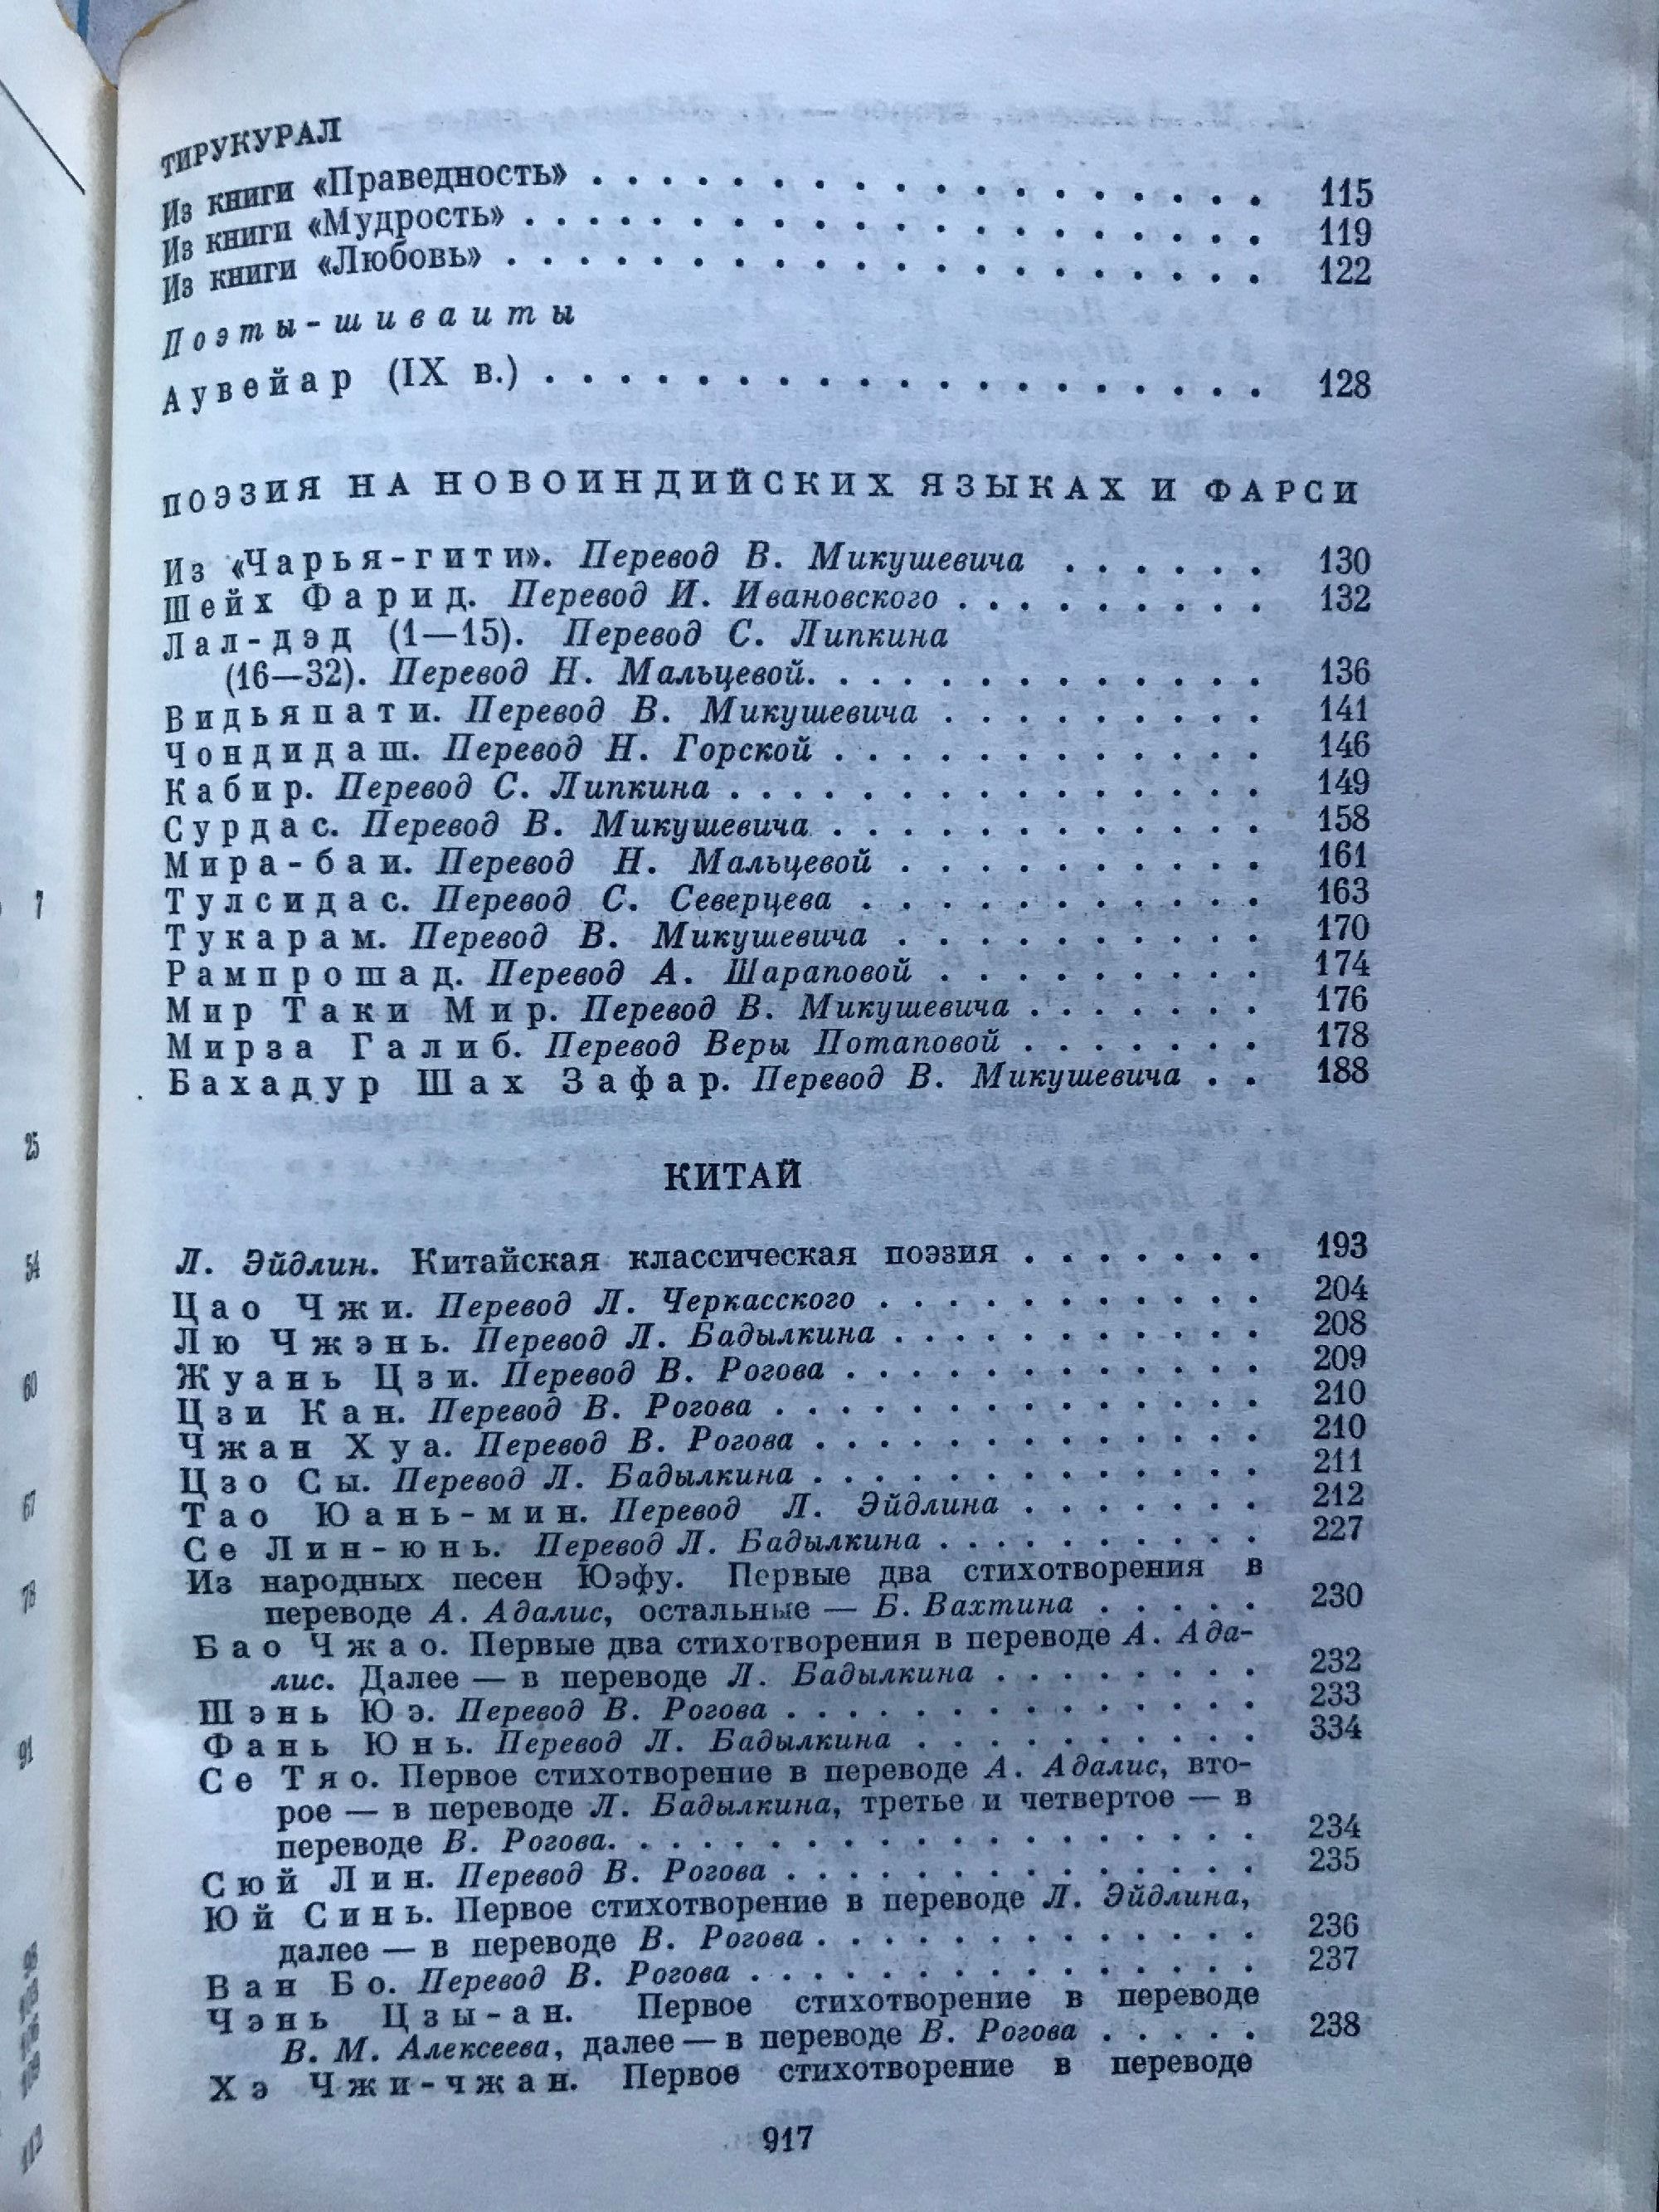 ТИРУКУРАЛ
Из книги «Праведность» . . . . . . . . . . . . . . . . . . 115
Из книги «Мудрость» . . . . . . . . . . . . . . . . . . . 119
Из книги «Любовь» . . . . . . . . . . . . . . . . . . . 122
Поэты-шиваиты
Аувейар (IX в.) . . . . . . . . . . . . . . . . . . . . 128
ПОЭЗИЯ НА НОВОИНДИЙСКИХ ЯЗЫКАХ И ФАРСИ
Из «Чарья-гити». Перевод В. Микушевича . . . . . . 130
Шейх Фарид. Перевод И. Ивановского . . . . . . . . . 132
Лал-дэд (1—15). Перевод С. Липкина
(16—32). Перевод Н. Мальцевой. . . . . . . . . . . . . 136
Видьяпати. Перевод В. Микушевича . . . . . . . . . 141
Чондидаш. Перевод Н. Горской . . . . . . . . . . . . 146
Кабир. Перевод С. Липкина . . . . . . . . . . . . . . . 149
Сурдас. Перевод В. Микушевича . . . . . . . . . . . . 158
Мира-баи. Перевод Н. Мальцевой . . . . . . . . . . 161
Тулсидас. Перевод С. Северцева . . . . . . . . . . . 163
Тукарам. Перевод В. Микушевича . . . . . . . . . . 170
Рампрошад. Перевод А. Шараповой . . . . . . . . . 174
Мир Таки Мир. Перевод В. Микушевича . . . . . . . 176
Мирза Галиб. Перевод Веры Потаповой . . . . . . . 178
Бахадур Шах Зафар. Перевод В. Микушевича . . 188
КИТАЙ
Л. Эйдлин. Китайская классическая поэзия . . . . . . . 193
Цао Чжи. Перевод Л. Черкасского . . . . . . . . . . . 204
Лю Чжэнь. Перевод Л. Бадылкина . . . . . . . . . . . 208
Жуань Цзи. Перевод В. Рогова . . . . . . . . . . . . 209
Цзи Кан. Перевод В. Рогова . . . . . . . . . . . . . . 210
Чжан Хуа. Перевод В. Рогова . . . . . . . . . . . . . 210
Цзо Сы. Перевод Л. Бадылкина . . . . . . . . . . . . . 211
Тао Юань-мин. Перевод Л. Эйдлина . . . . . . . 212
Се Лин-юнь. Перевод Л. Бадылкина . . . . . . . . . 227
Из народных песен Юэфу. Первые два стихотворения в
переводе А. Адалис, остальные — Б. Вахтина . . . . . 230
Бао Чжао. Первые два стихотворения в переводе А. Ада-
лис. Далее — в переводе Л. Бадылкина . . . . . . . . 232
Шэнь Юэ. Перевод В. Рогова . . . . . . . . . . . . . . 233
Фань Юнь. Перевод Л. Бадылкина . . . . . . . . . . 334
Се Тяо. Первое стихотворение в переводе А. Адалис, вто-
рое — в переводе Л. Бадылкина, третье и четвертое — в
переводе В. Рогова. . . . . . . . . . . . . . . . . . . 234
Сюй Лин. Перевод В. Рогова . . . . . . . . . . . . . . 235
Юй Синь. Первое стихотворение в переводе Л. Эйдлина,
далее — в переводе В. Рогова . . . . . . . . . . . . . 236
Ван Бо. Перевод В. Рогова . . . . . . . . . . . . . . . 237
Чэнь Цзы-ан. Первое стихотворение в переводе
В. М. Алексеева, далее — в переводе В. Рогова . . . . . 238
Хэ Чжи-чжан. Первое стихотворение в переводе
917
7
25
54
60
67
78
91
98
109
112